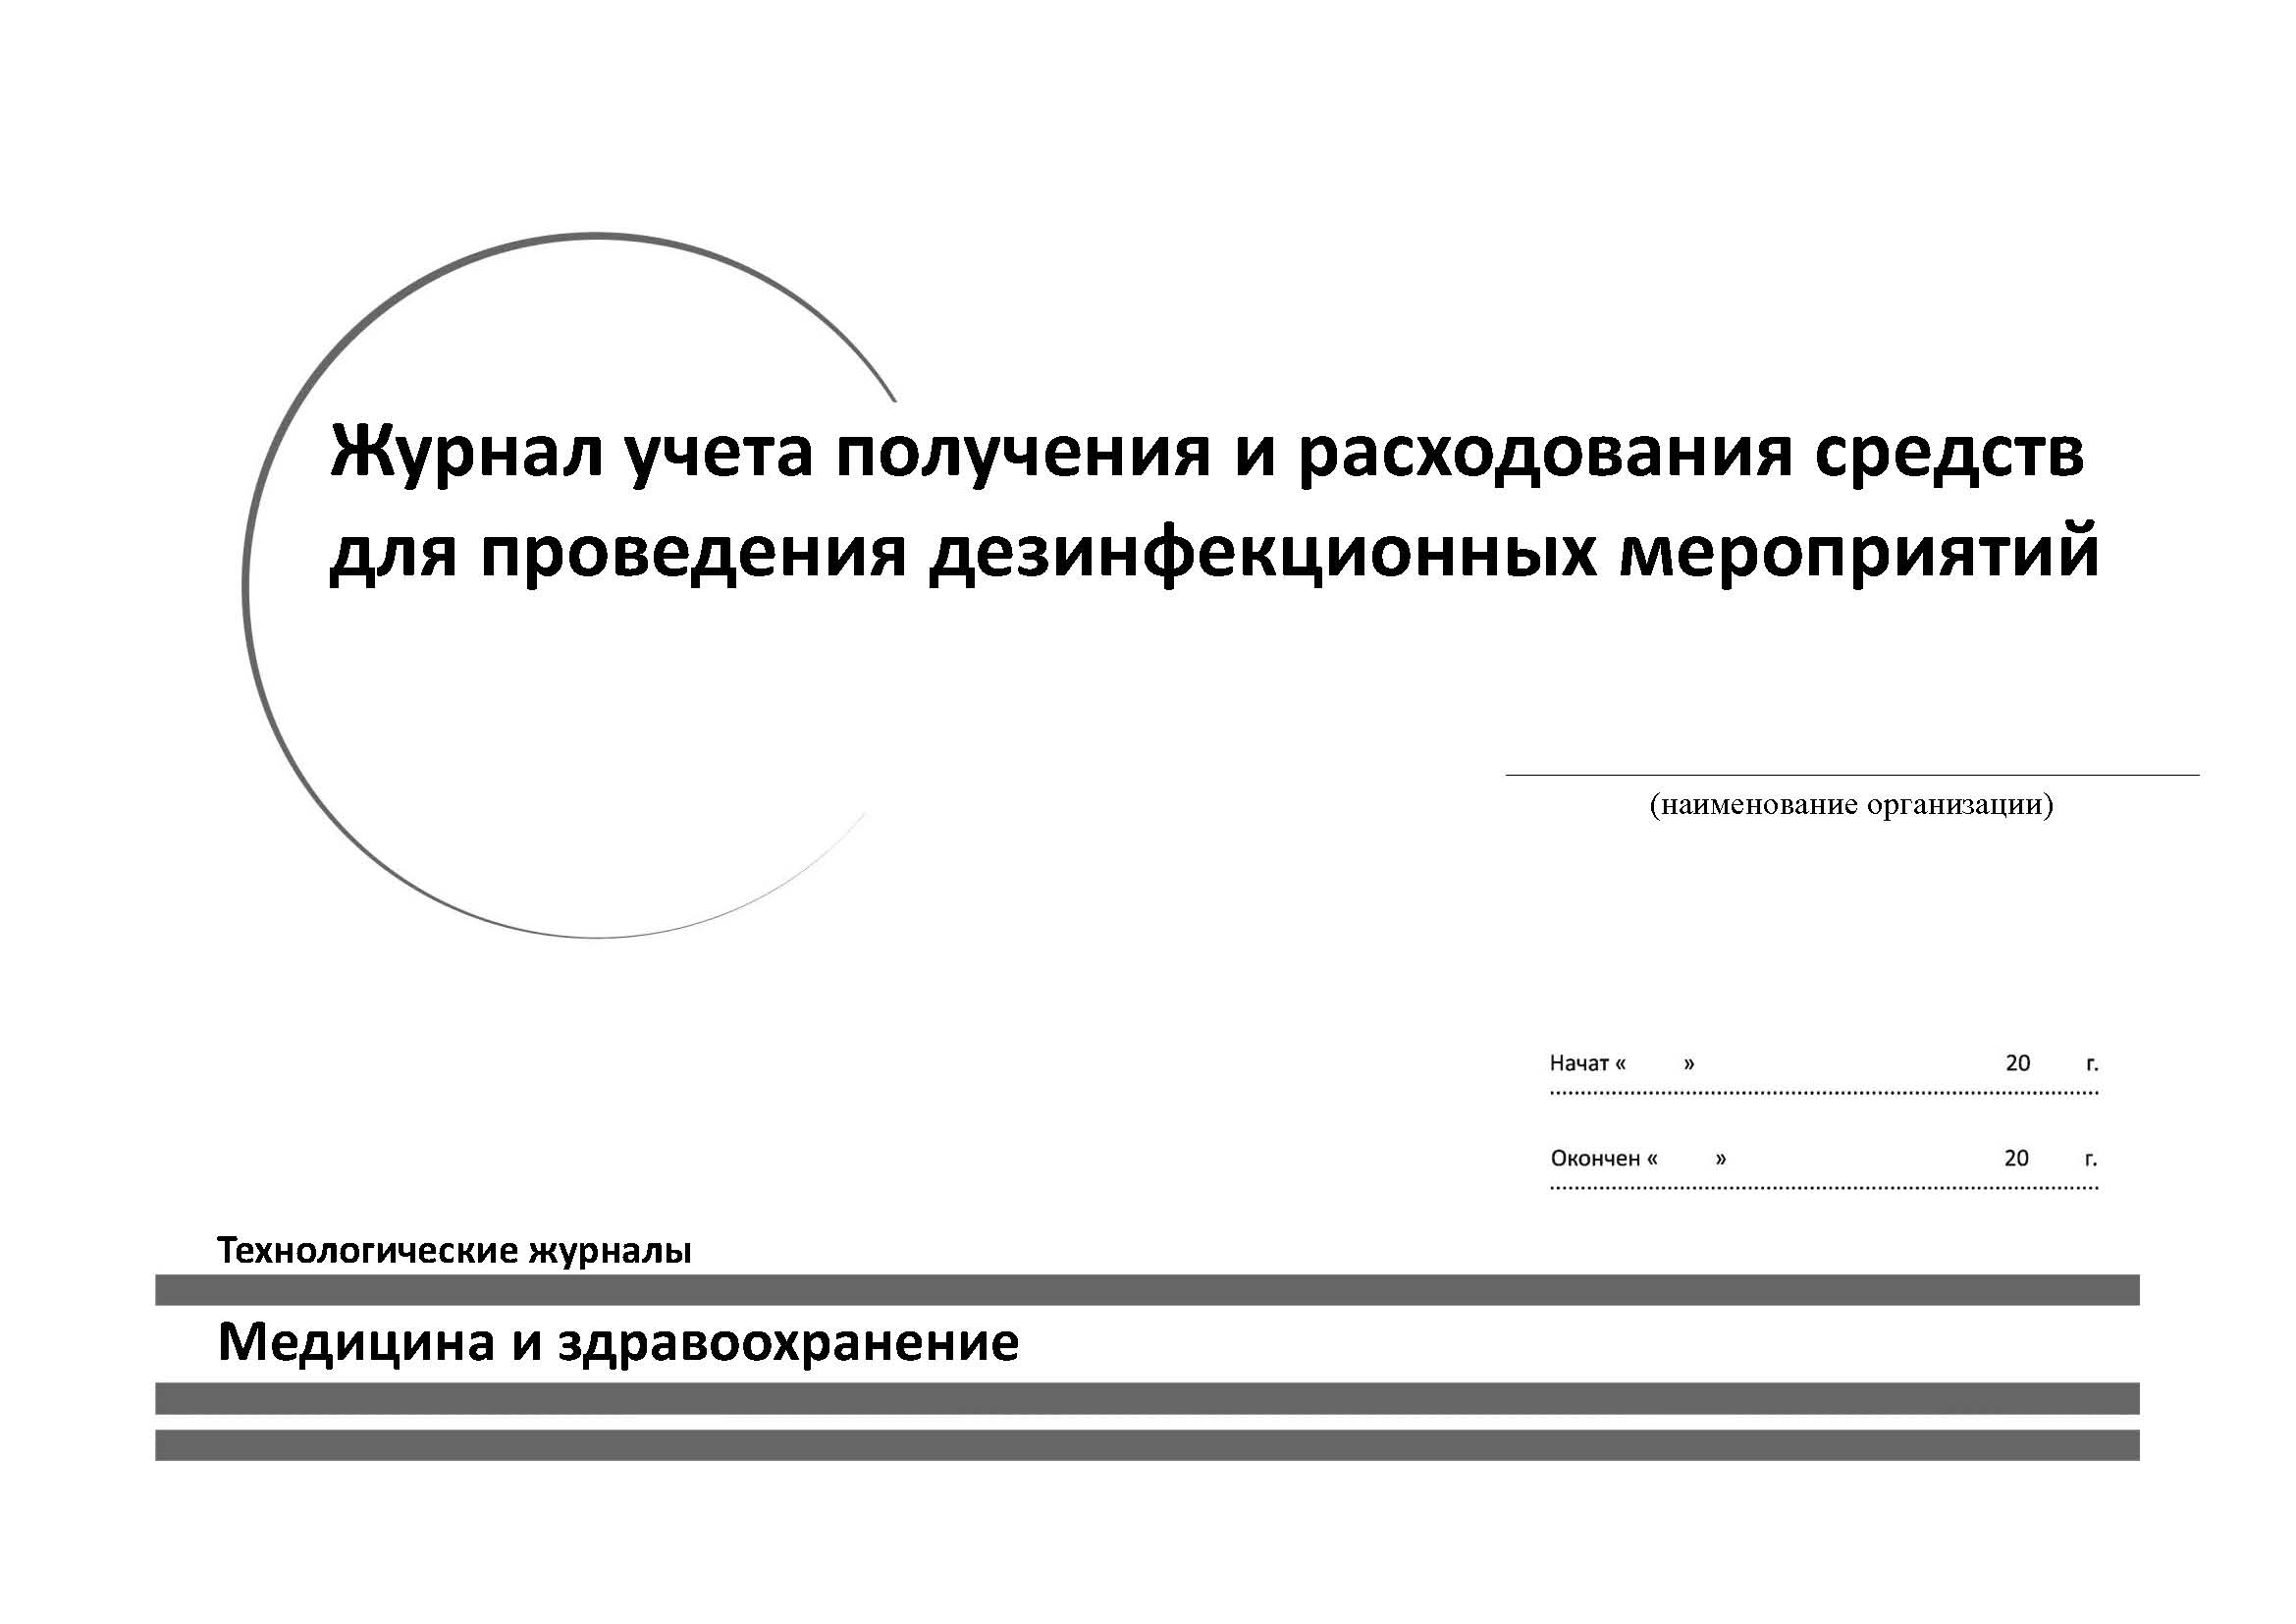 Журнал учета получения и расходования средств
для проведения дезинфекционных мероприятий
(наименование организации)
Начат « » 20 г.
Окончен « » 20 г.
Технологические журналы
Медицина и здравоохранение